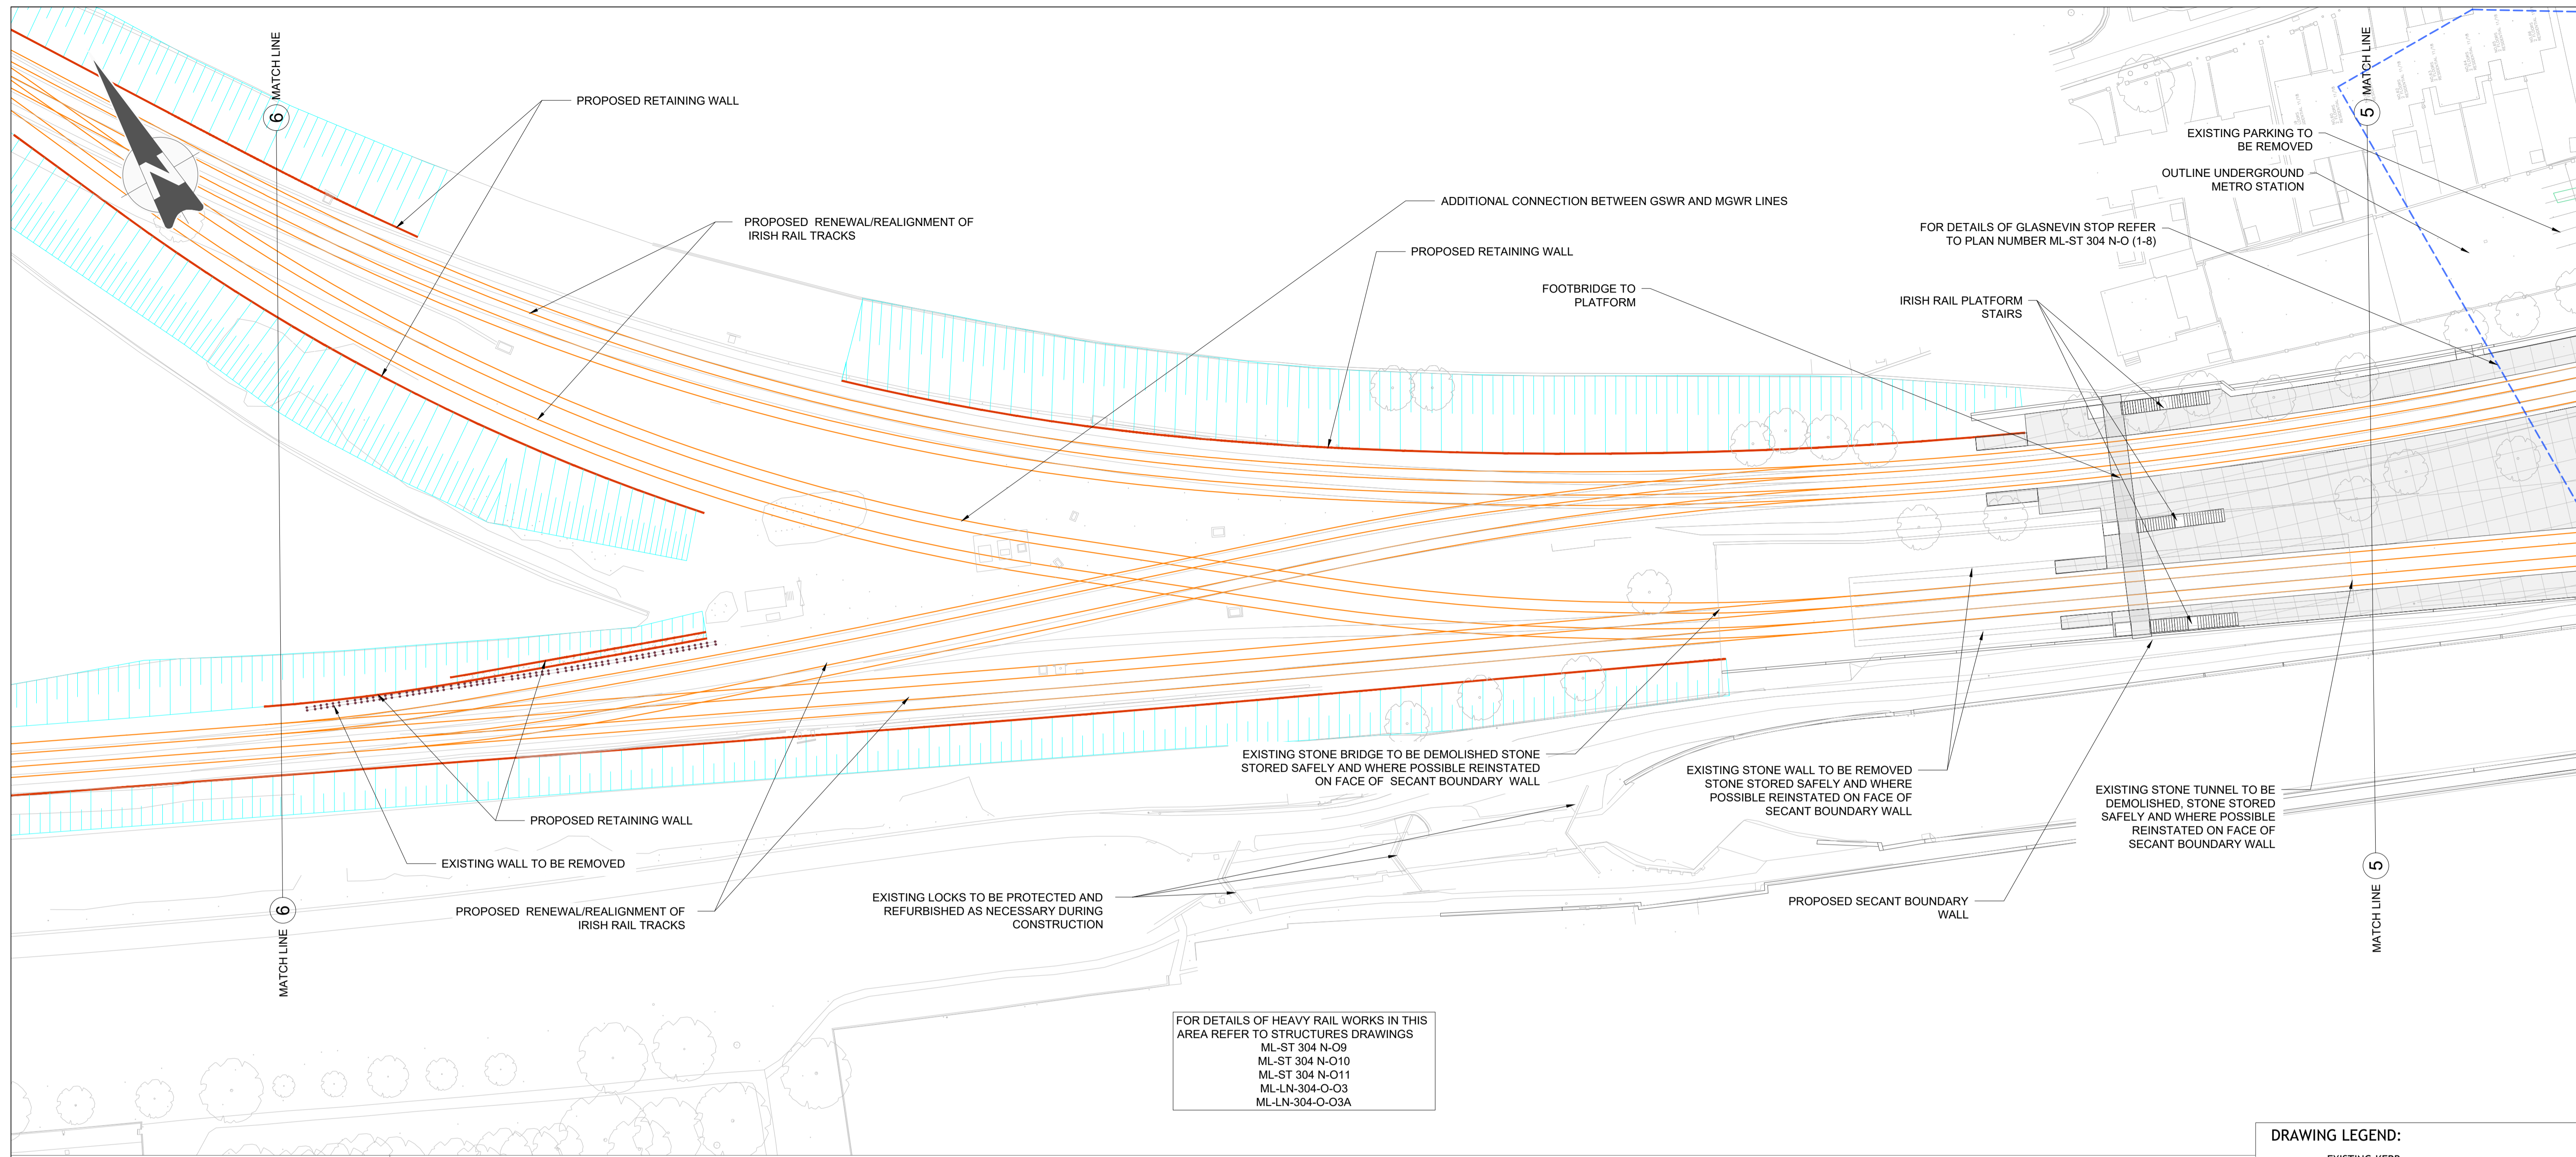 6
MATCH LINE
PROPOSED RETAINING WALL
PROPOSED RENEWAL/REALIGNMENT OF
IRISH RAIL TRACKS
ADDITIONAL CONNECTION BETWEEN GSWR AND MGWR LINES
PROPOSED RETAINING WALL
FOOTBRIDGE TO
PLATFORM
IRISH RAIL PLATFORM
STAIRS
FOR DETAILS OF GLASNEVIN STOP REFER
TO PLAN NUMBER ML-ST 304 N-O (1-8)
OUTLINE UNDERGROUND
METRO STATION
EXISTING PARKING TO
BE REMOVED
5
MATCH LINE
N
PROPOSED RETAINING WALL
EXISTING WALL TO BE REMOVED
PROPOSED RENEWAL/REALIGNMENT OF
IRISH RAIL TRACKS
6
MATCH LINE
EXISTING LOCKS TO BE PROTECTED AND
REFURBISHED AS NECESSARY DURING
CONSTRUCTION
EXISTING STONE BRIDGE TO BE DEMOLISHED STONE
STORED SAFELY AND WHERE POSSIBLE REINSTATED
ON FACE OF SECANT BOUNDARY WALL
EXISTING STONE WALL TO BE REMOVED
STONE STORED SAFELY AND WHERE
POSSIBLE REINSTATED ON FACE OF
SECANT BOUNDARY WALL
PROPOSED SECANT BOUNDARY
WALL
EXISTING STONE TUNNEL TO BE
DEMOLISHED, STONE STORED
SAFELY AND WHERE POSSIBLE
REINSTATED ON FACE OF
SECANT BOUNDARY WALL
5
MATCH LINE
FOR DETAILS OF HEAVY RAIL WORKS IN THIS
AREA REFER TO STRUCTURES DRAWINGS
ML-ST 304 N-O9
ML-ST 304 N-O10
ML-ST 304 N-O11
ML-LN-304-O-O3
ML-LN-304-O-O3A
DRAWING LEGEND:
EXISTING KERB